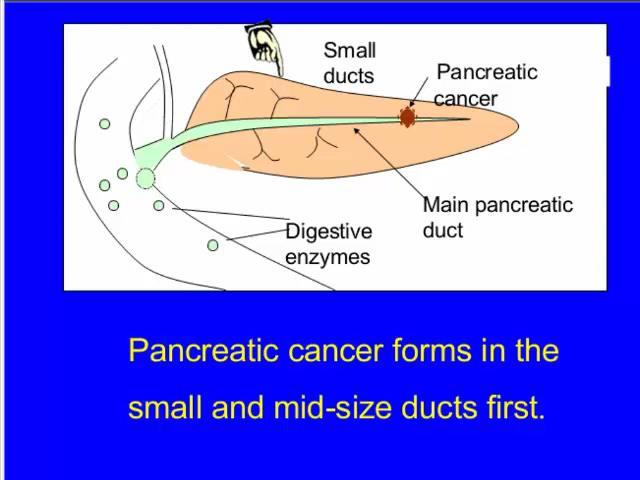 Small
ducts
Pancreatic
cancer
Main pancreatic
duct
Digestive
enzymes
Pancreatic cancer forms in the
small and mid-size ducts first.